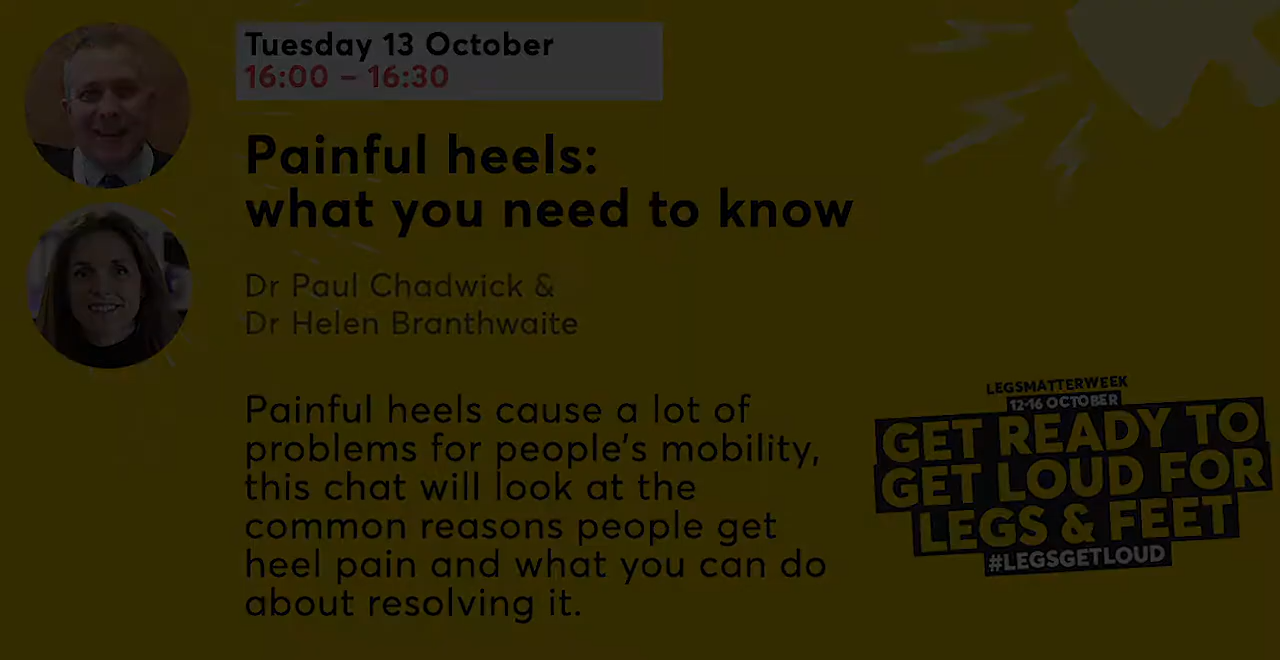 Tuesday 13 October
16:00 – 16:30
Painful heels:
what you need to know
Dr Paul Chadwick &
Dr Helen Branthwaite
Painful heels cause a lot of
problems for people's mobility,
this chat will look at the
common reasons people get
heel pain and what you can do
about resolving it.
LEGSMATTERWEEK
12-16 OCTOBER
GET READY TO
GET LOUD FOR
LEGS & FEET
#LEGSGETLOUD